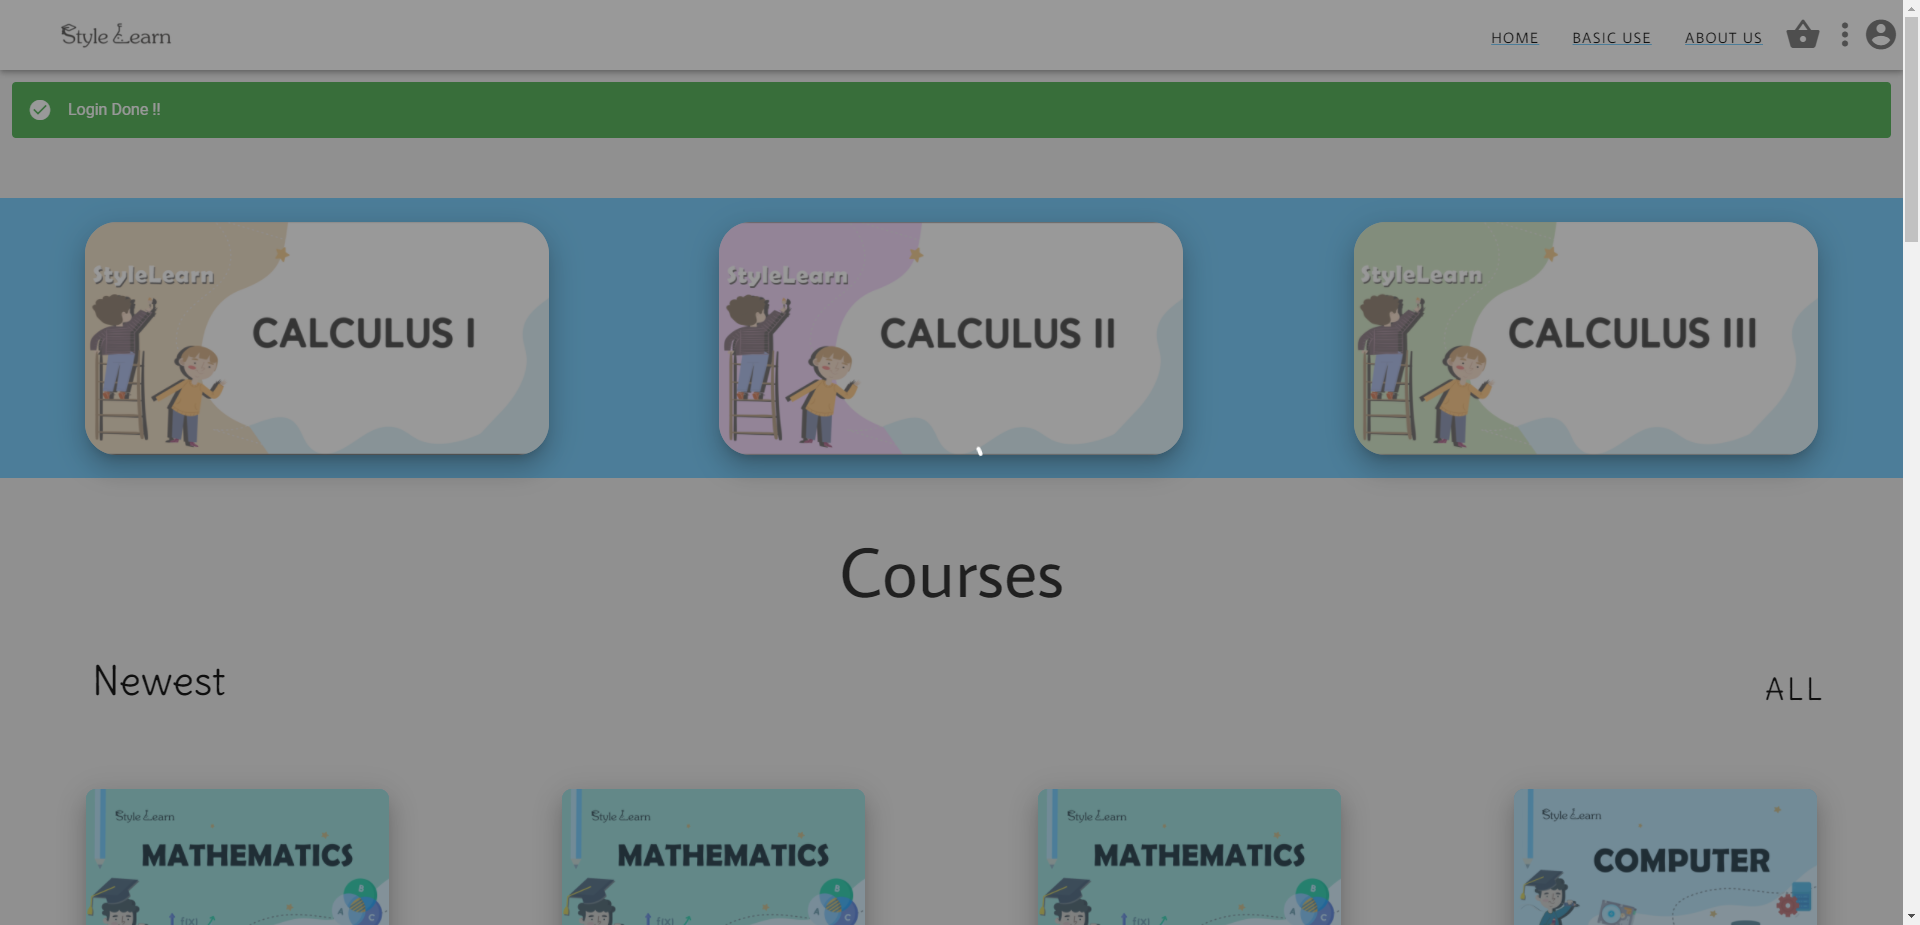 Style Learn
HOME
BASIC USE
ABOUT US
Login Done !!
StyleLearn
CALCULUS I
StyleLearn
CALCULUS II
StyleLearn
CALCULUS III
Courses
Newest
ALL
Style Learn
MATHEMATICS
B
A
C
f(x)
Style Learn
MATHEMATICS
B
A
C
f(x)
Style Learn
MATHEMATICS
B
A
C
f(x)
Style Learn
COMPUTER